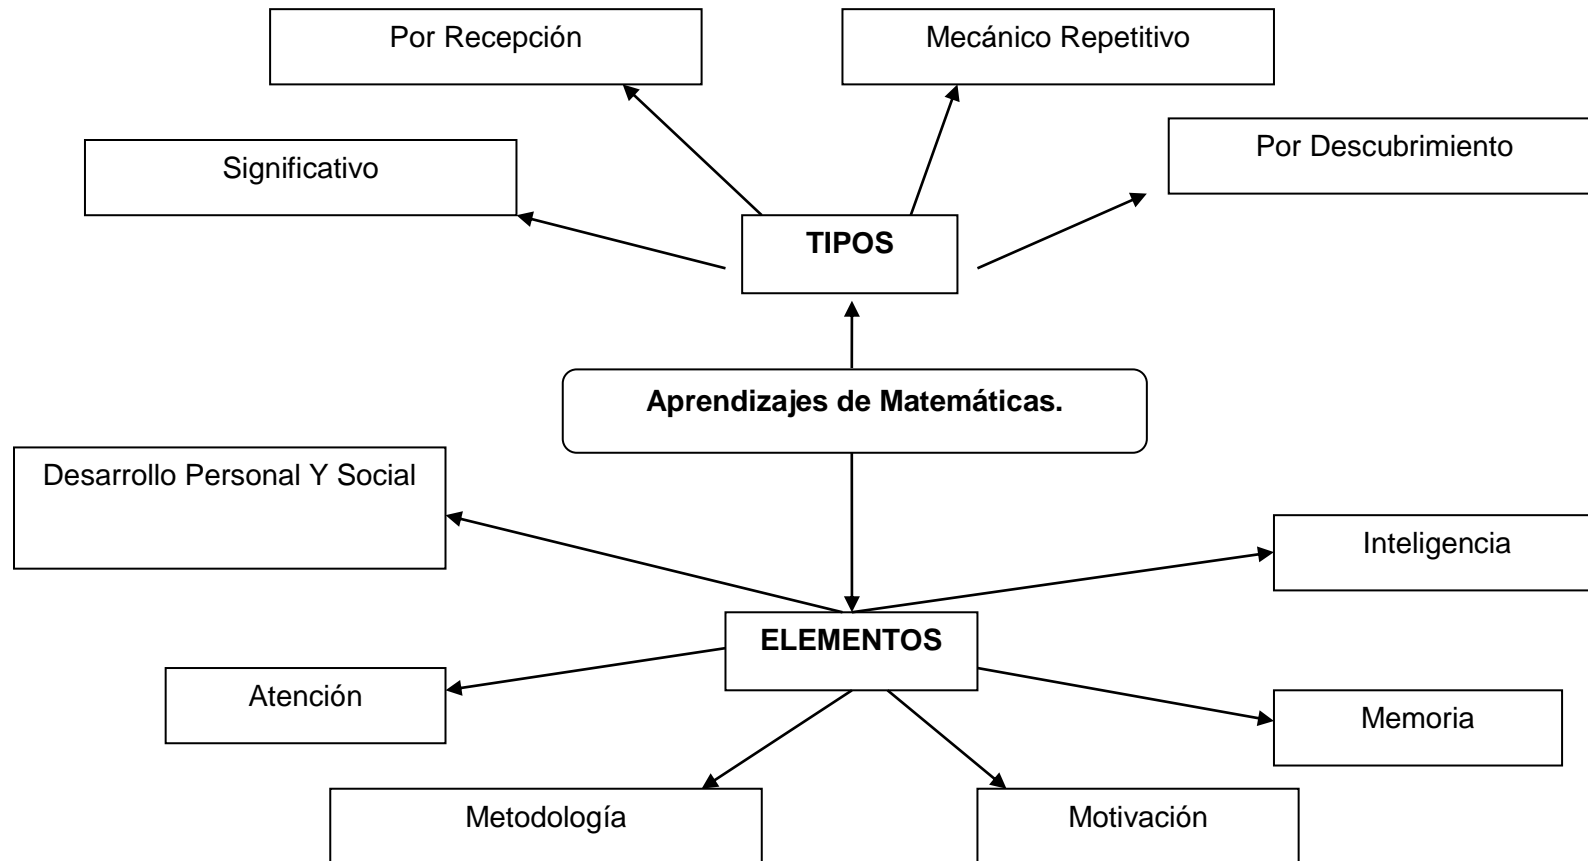 Por Recepción
Mecánico Repetitivo
Por Descubrimiento
Significativo
TIPOS
Aprendizajes de Matemáticas.
Desarrollo Personal Y Social
Inteligencia
ELEMENTOS
Atención
Memoria
Metodología
Motivación